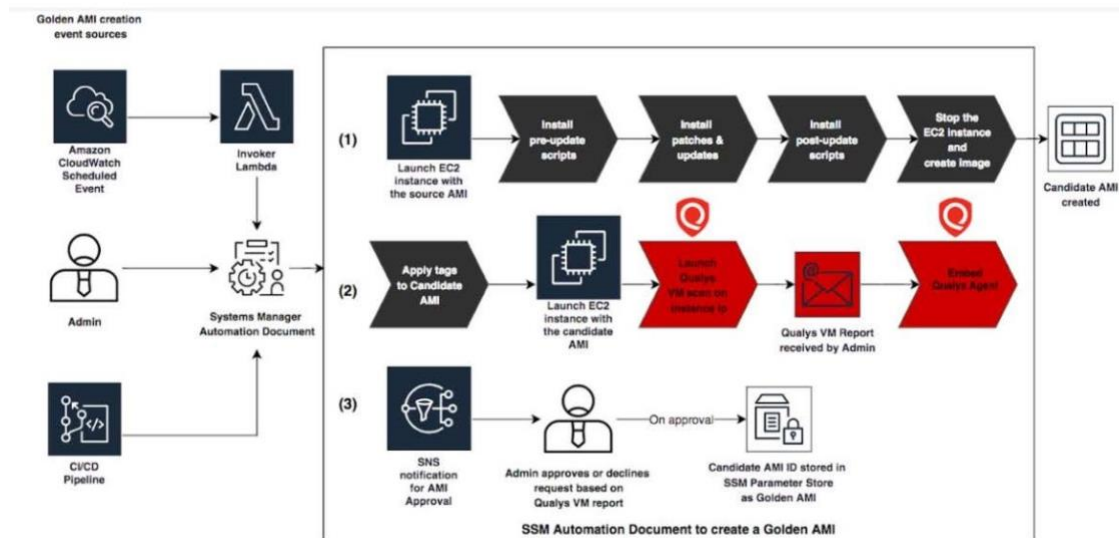 Golden AMI creation
event sources
Amazon
CloudWatch
Scheduled
Event
Invoker
Lambda
Admin
Systems Manager
Automation Document
CI/CD
Pipeline
(1)
Launch EC2
instance with
the source AMI
Install
pre-update
scripts
Install
patches &
updates
Install
post-update
scripts
Stop the
EC2 instance
and
create image
Candidate AMI
created
(2)
Apply tags
to Candidate
AMI
Launch EC2
instance with
the candidate
AMI
Launch
Qualys
VM scan on
instance ip
Qualys VM Report
received by Admin
Embed
Qualys Agent
(3)
SNS
notification
for AMI
Approval
Admin approves or declines
request based on
Qualys VM report
On approval
Candidate AMI ID stored in
SSM Parameter Store
as Golden AMI
SSM Automation Document to create a Golden AMI